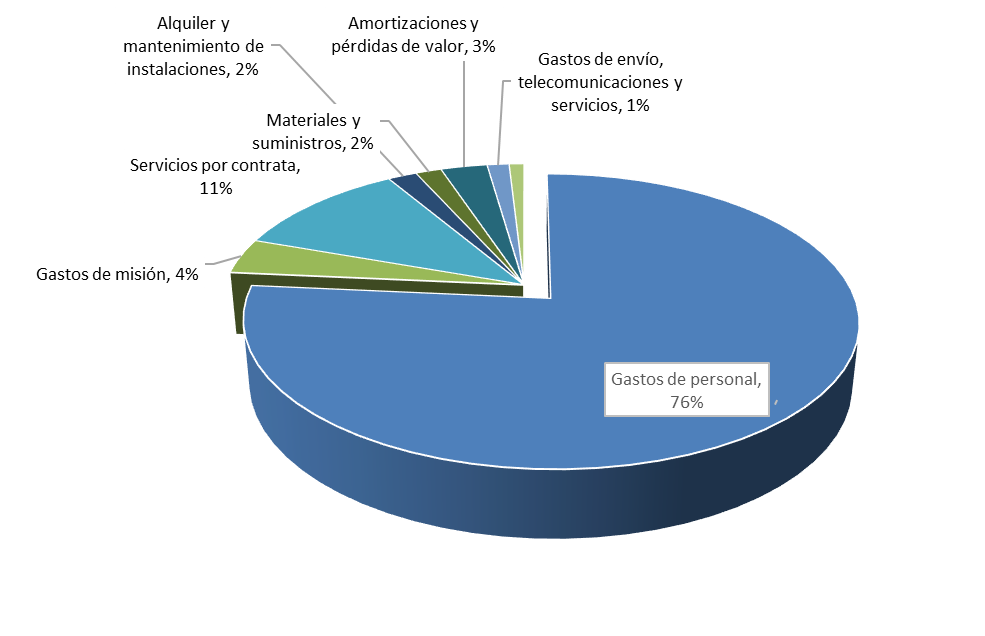 Alquiler y
mantenimiento de
instalaciones, 2%
Amortizaciones y
pérdidas de valor, 3%
Gastos de envío,
telecomunicaciones y
servicios, 1%
Materiales y
suministros, 2%
Servicios por contrata,
11%
Gastos de misión, 4%
Gastos de personal,
76%